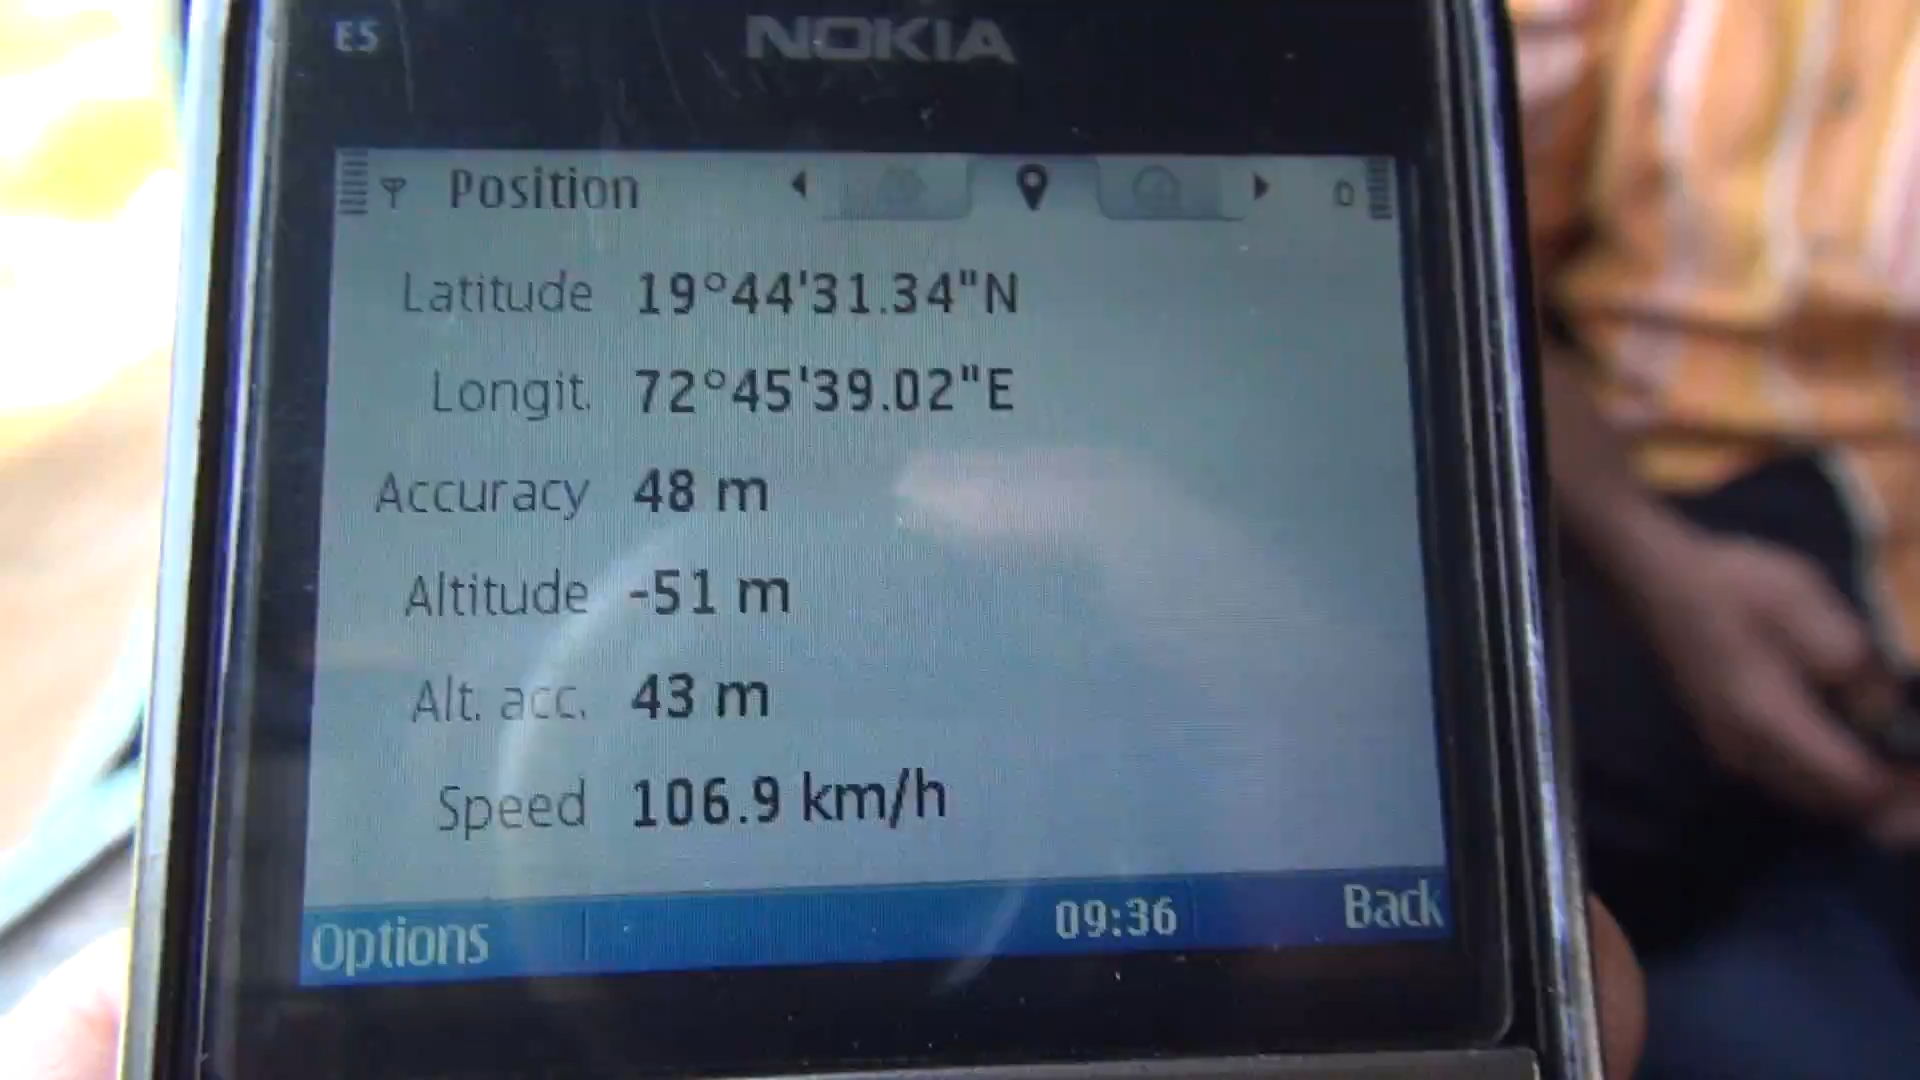 E5 NOKIA
Position
Latitude 19°44'31.34"N
Longit. 72°45'39.02"E
Accuracy 48 m
Altitude -51 m
Alt. acc. 43 m
Speed 106.9 km/h
Options 09:36 Back